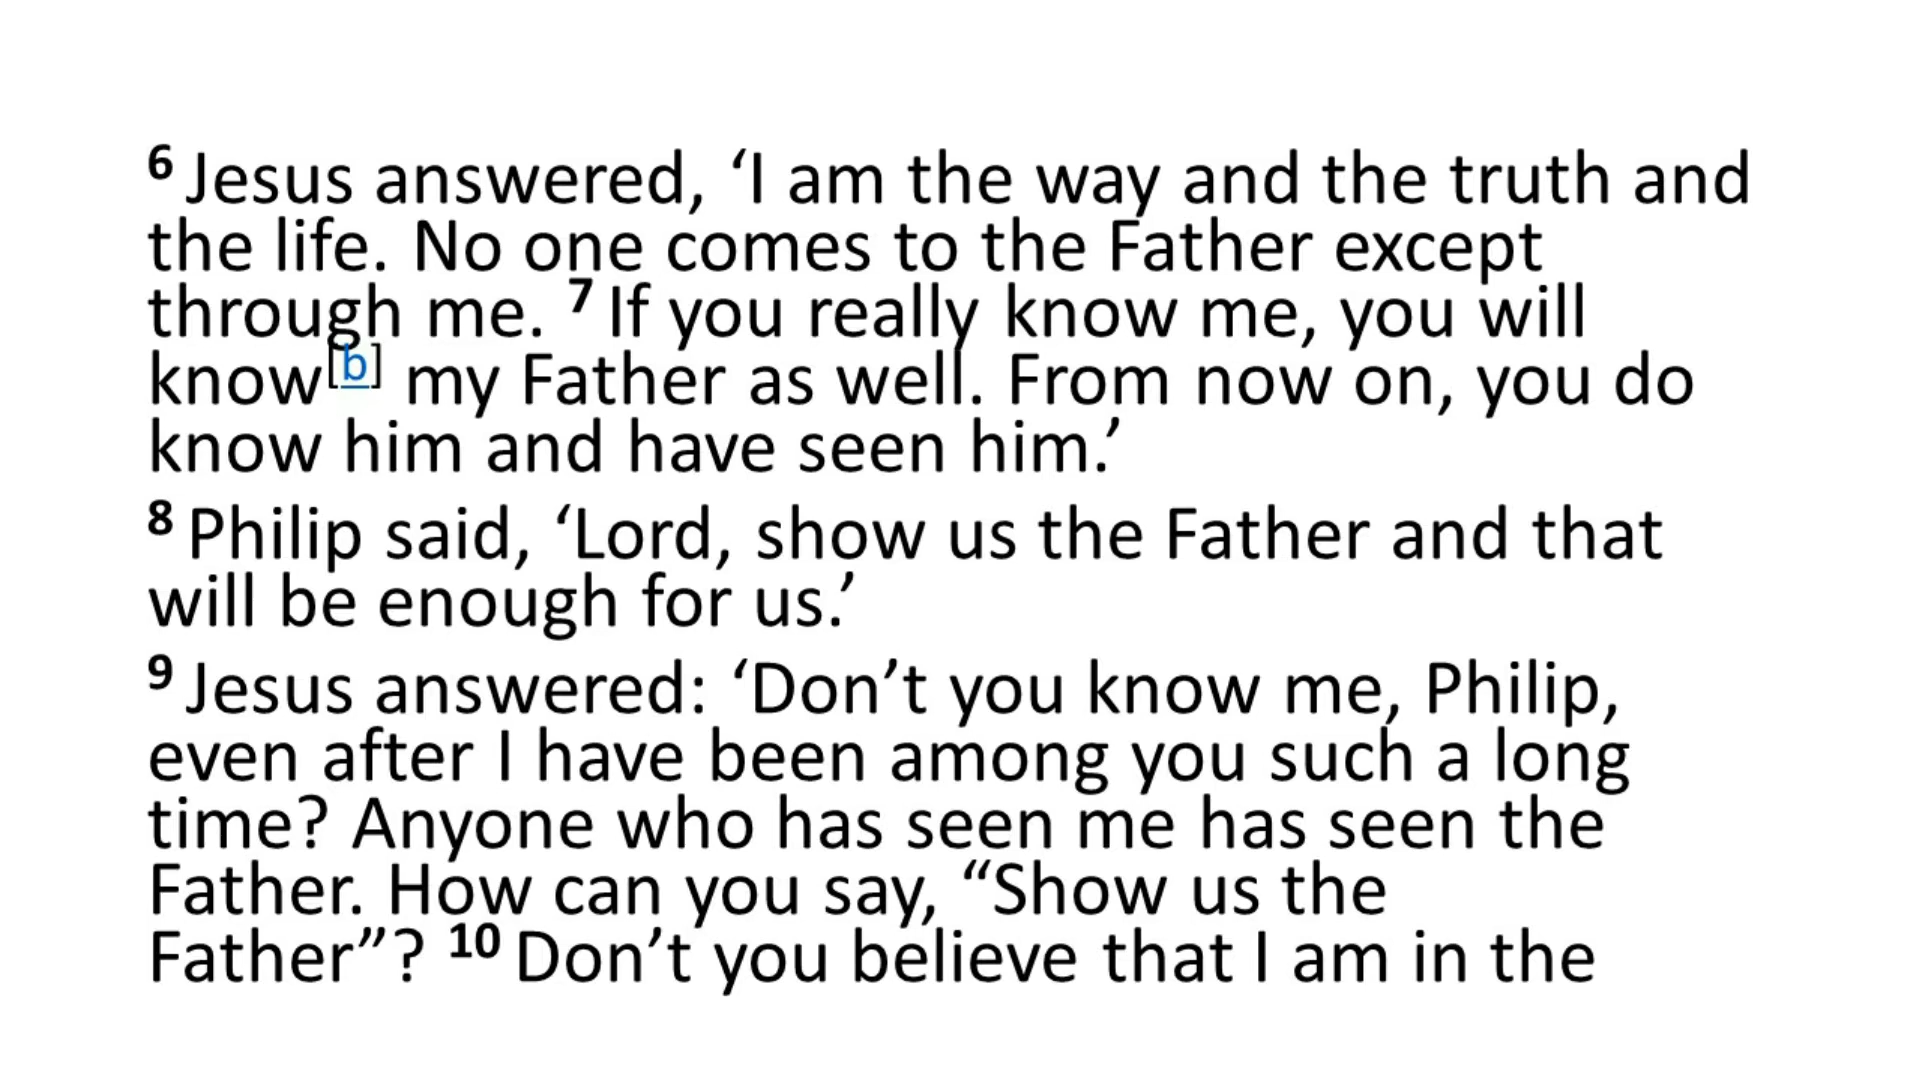 6 Jesus answered, ‘I am the way and the truth and
the life. No one comes to the Father except
through me. 7 If you really know me, you will
know[b] my Father as well. From now on, you do
know him and have seen him.’
8 Philip said, ‘Lord, show us the Father and that
will be enough for us.’
9 Jesus answered: ‘Don’t you know me, Philip,
even after I have been among you such a long
time? Anyone who has seen me has seen the
Father. How can you say, “Show us the
Father”? 10 Don’t you believe that I am in the